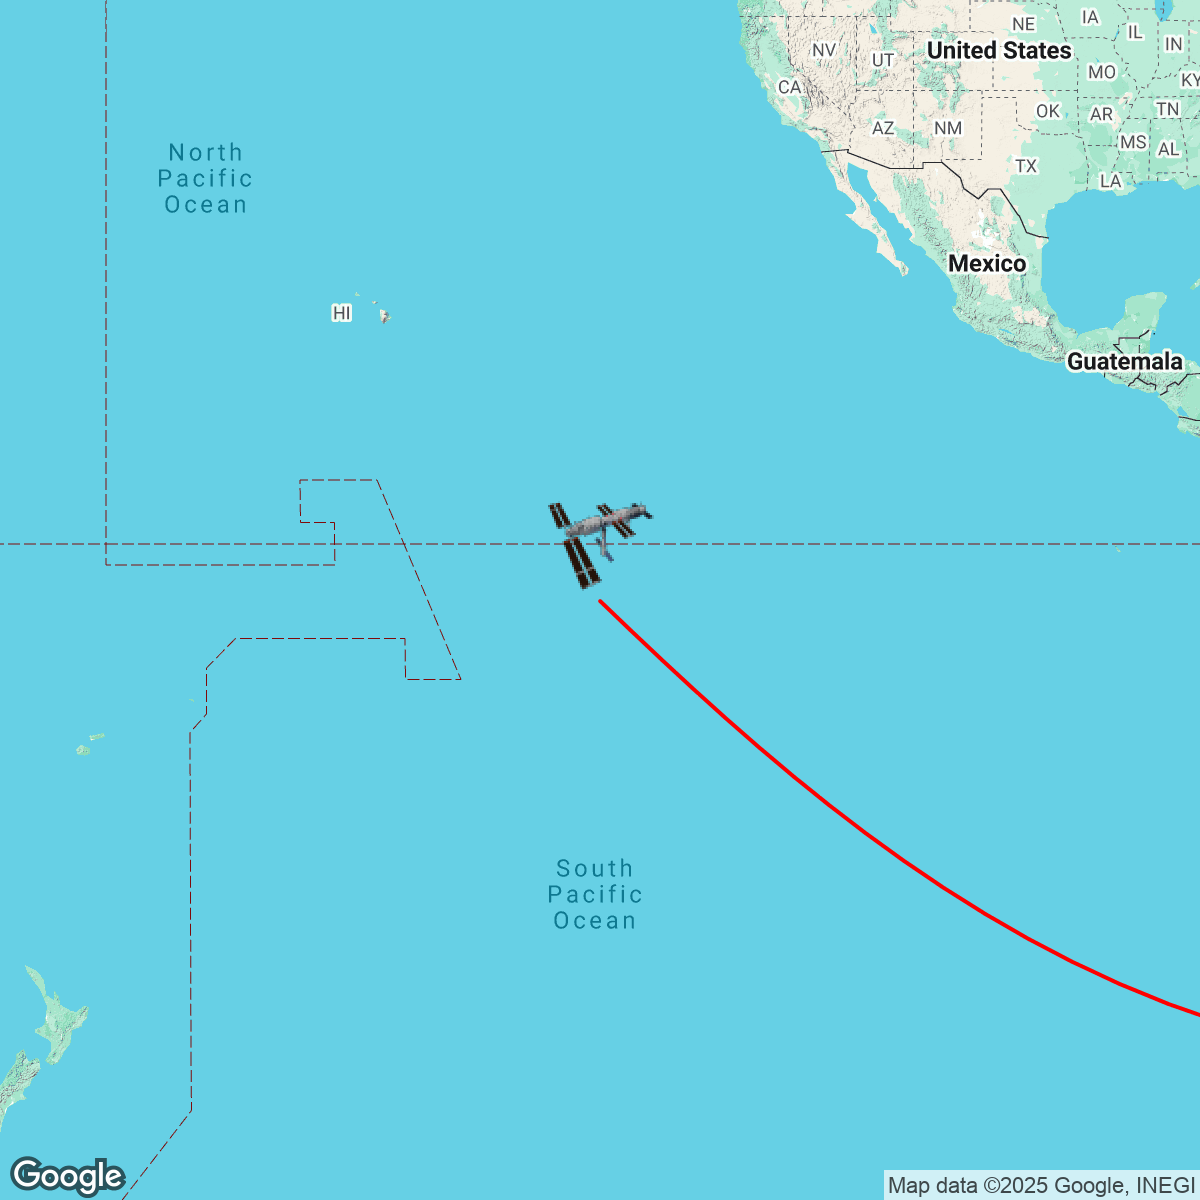 NE
IA
United States
NV
UT
IL
IN
MO
KY
CA
OK
AR
TN
AZ
NM
MS
AL
North
Pacific
Ocean
TX
LA
Mexico
HI
Guatemala
South
Pacific
Ocean
Google
Map data ©2025 Google, INEGI